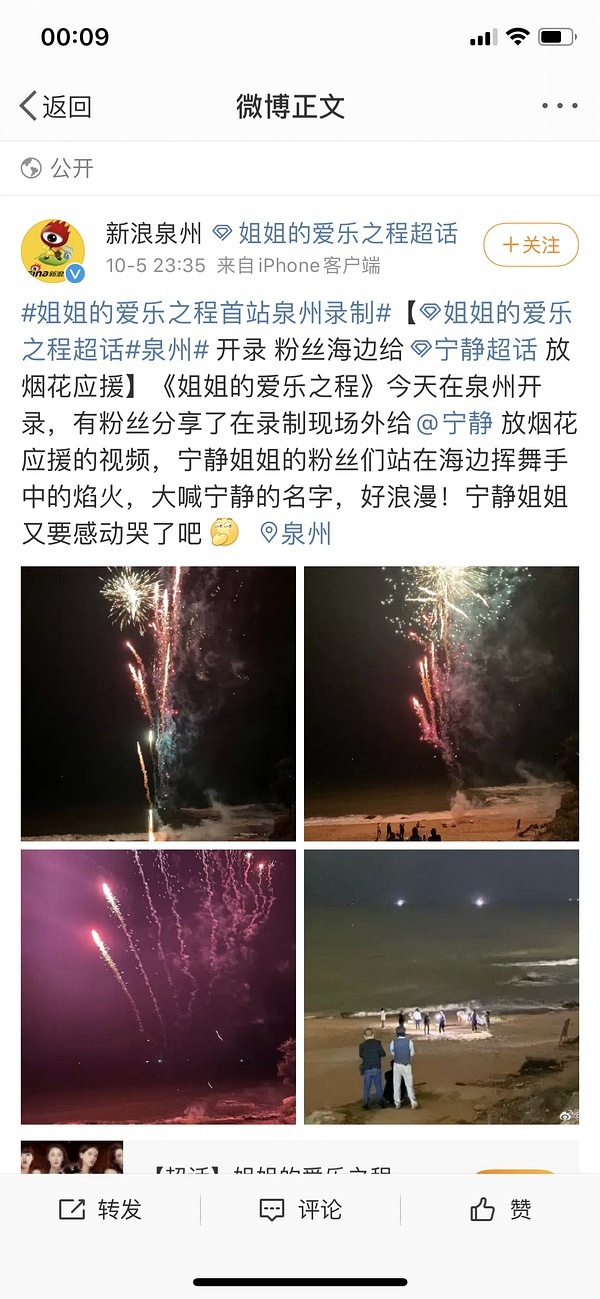 00:09
返回
微博正文
公开
新浪泉州 姐姐的爱乐之程超话
+关注
10-5 23:35 来自iPhone客户端
#姐姐的爱乐之程首站泉州录制#【姐姐的爱乐
之程超话#泉州# 开录 粉丝海边给 宁静超话 放
烟花应援】《姐姐的爱乐之程》今天在泉州开
录，有粉丝分享了在录制现场外给@宁静 放烟花
应援的视频，宁静姐姐的粉丝们站在海边挥舞手
中的焰火，大喊宁静的名字，好浪漫！宁静姐姐
又要感动哭了吧 泉州
【超话】姐姐的爱乐之程
转发
评论
赞